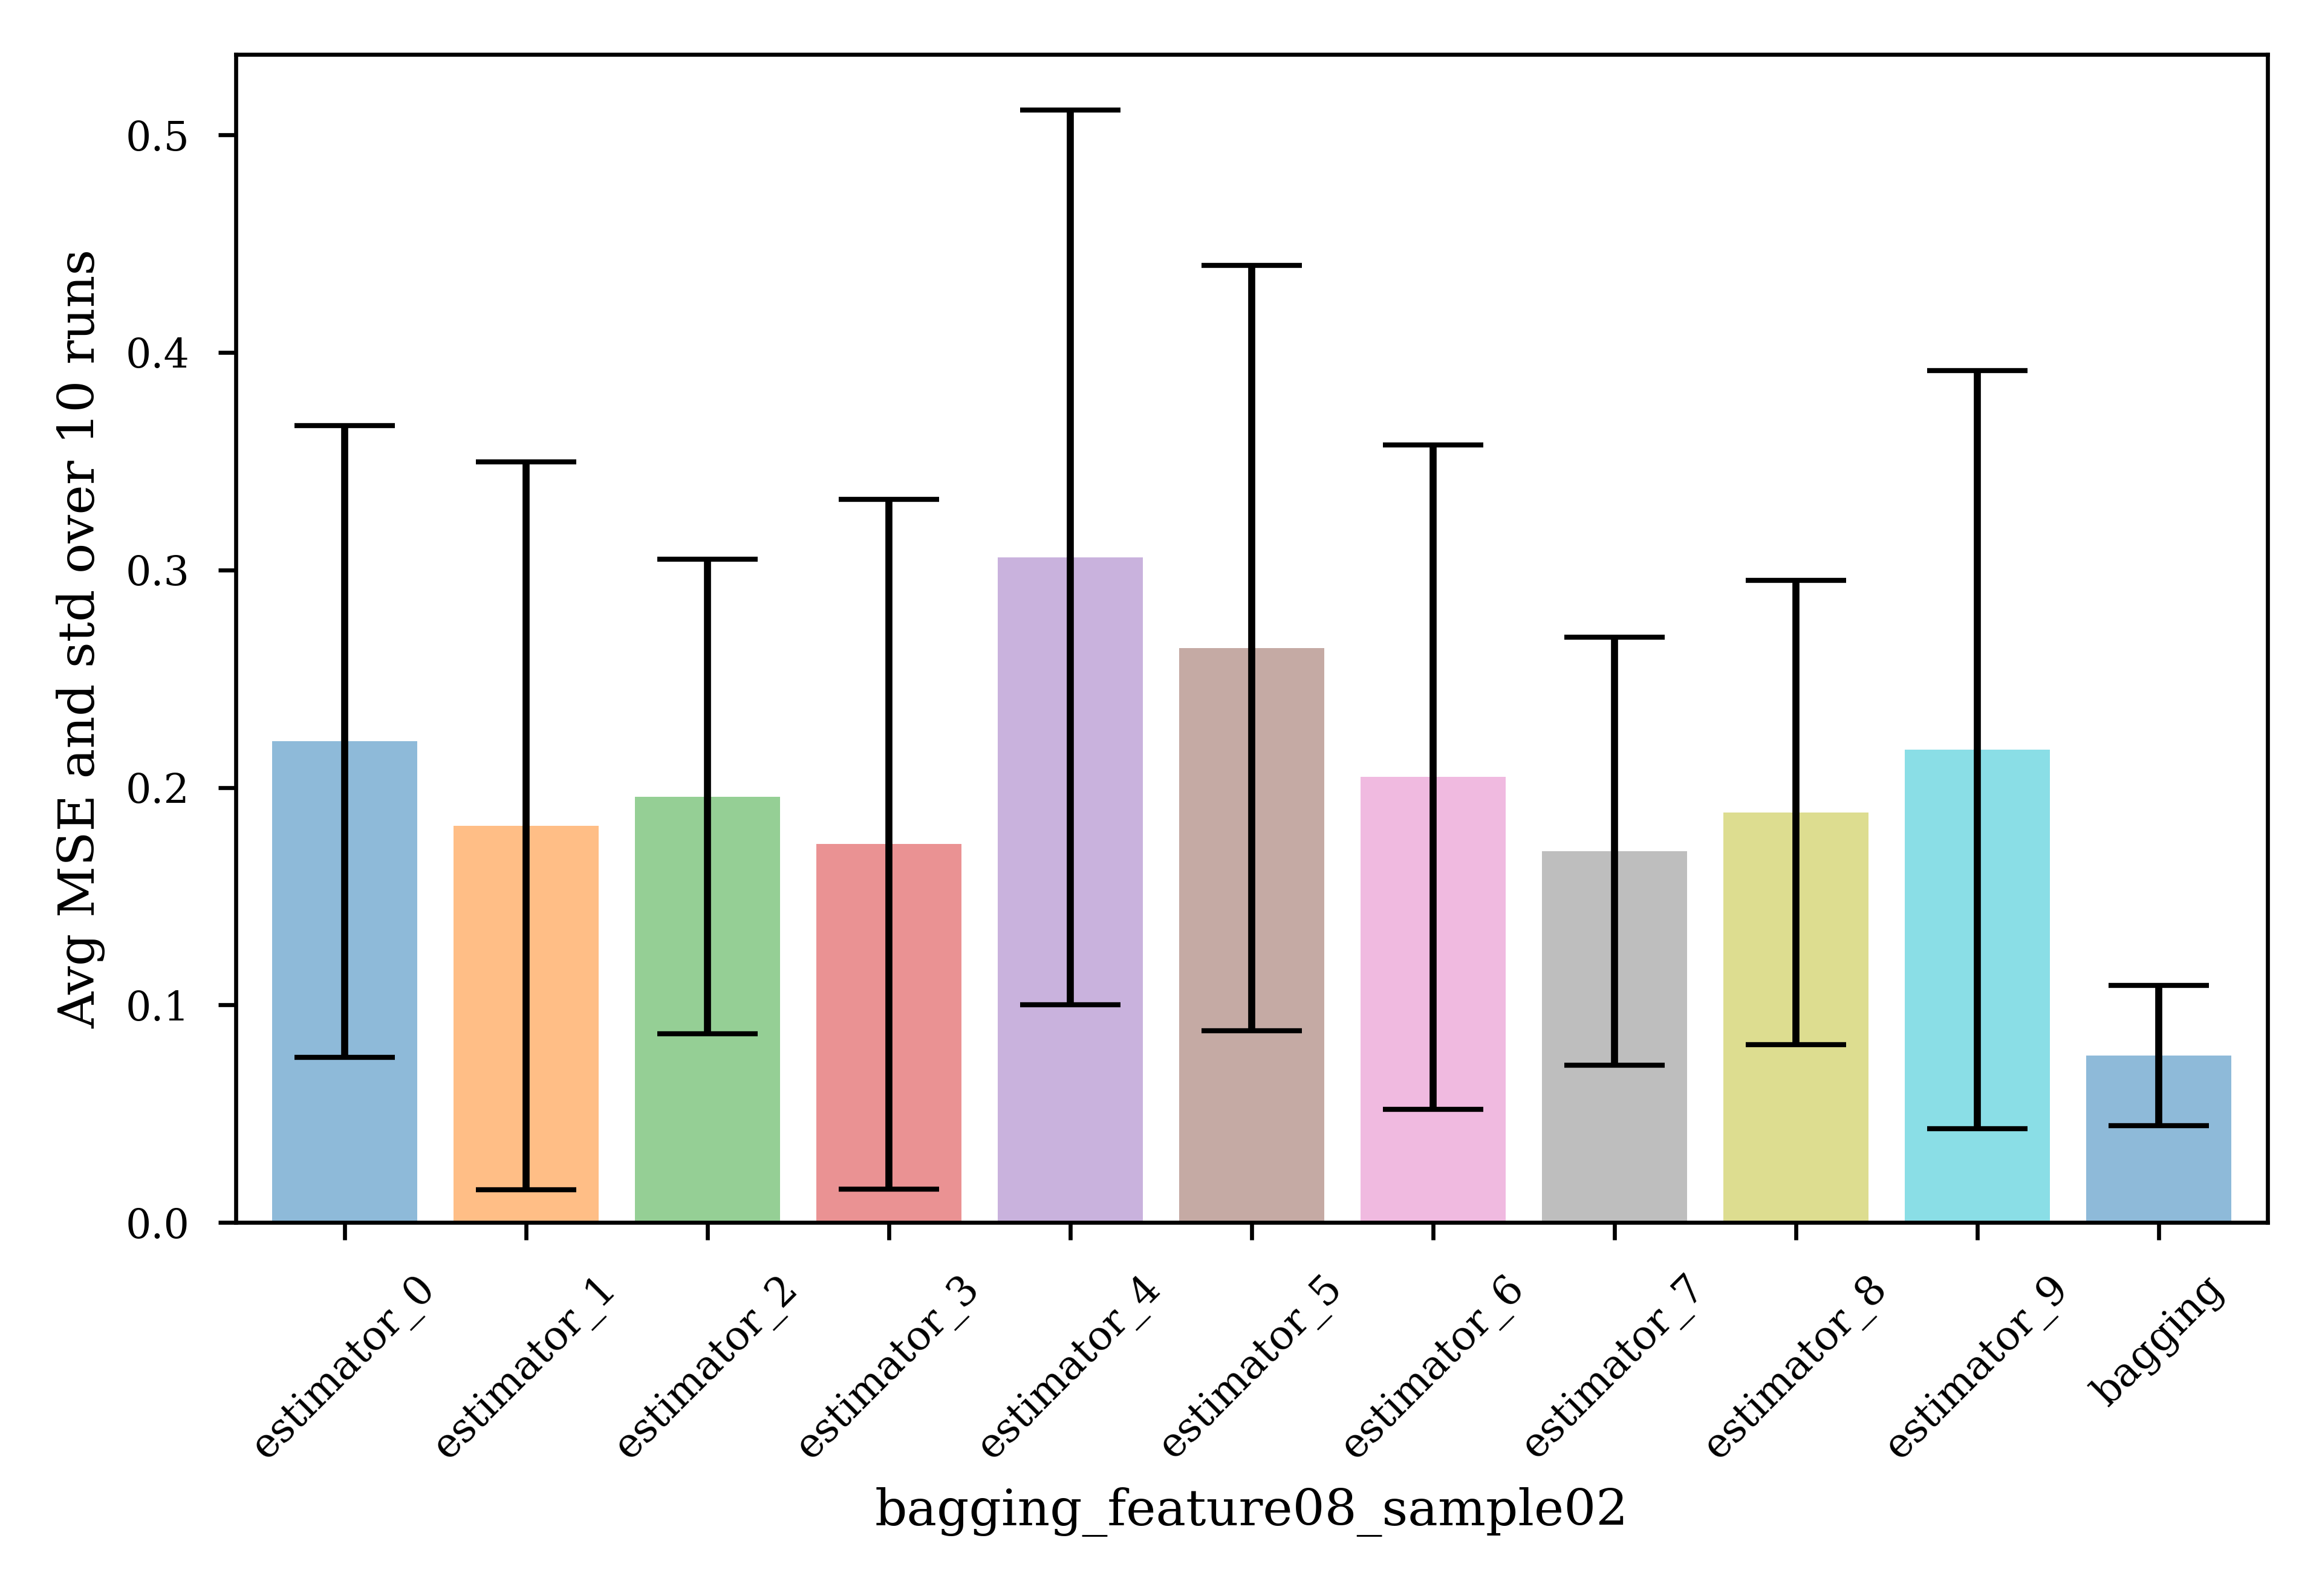 Avg MSE and std over 10 runs
0.5
0.4
0.3
0.2
0.1
0.0
estimator_0
estimator_1
estimator_2
estimator_3
estimator_4
estimator_5
estimator_6
estimator_7
estimator_8
estimator_9
bagging
bagging_feature08_sample02